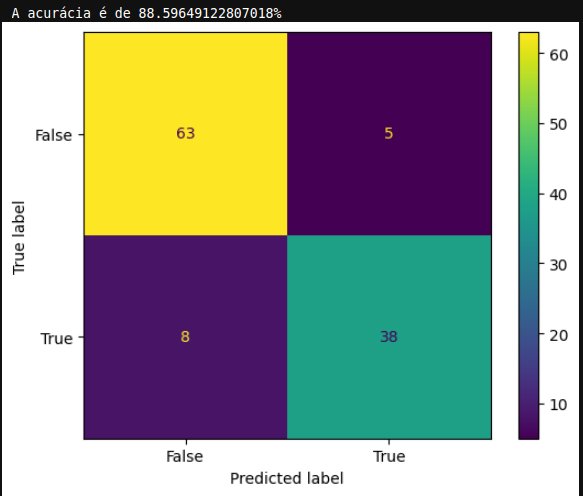 A acurácia é de 88.59649122807018%
60
False
63
5
50
40
True label
30
True
8
38
20
10
False
True
Predicted label